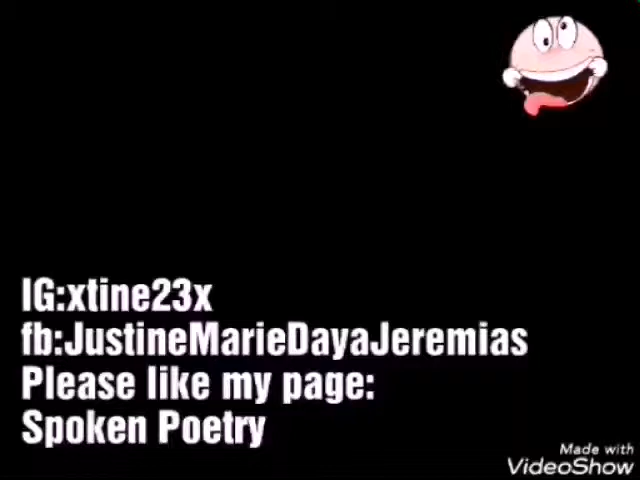 IG:xtine23x
fb:JustineMarieDayaJeremias
Please like my page:
Spoken Poetry
Made with
VideoShow